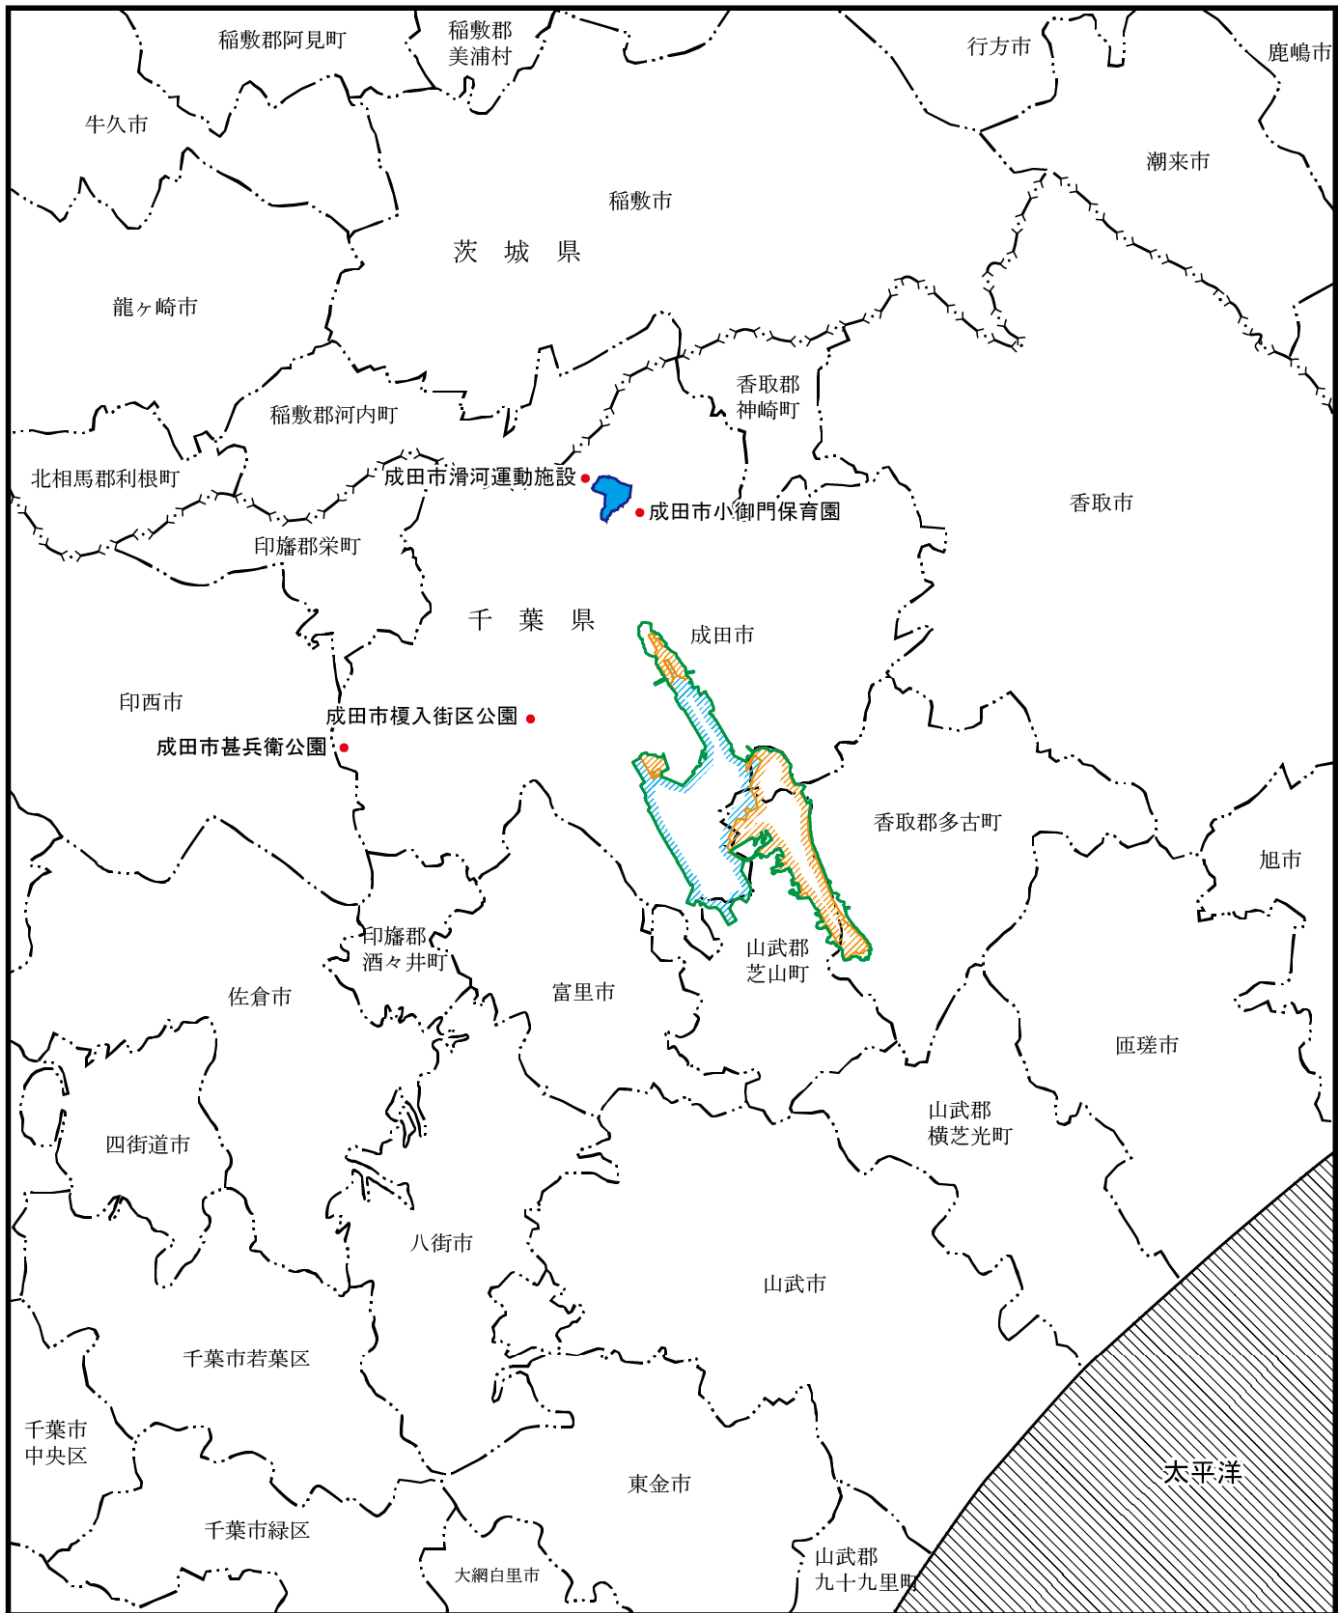 稲敷郡阿見町
稲敷郡
美浦村
行方市
鹿嶋市
牛久市
潮来市
稲敷市
茨城県
龍ヶ崎市
香取郡
神崎町
稲敷郡河内町
北相馬郡利根町
成田市滑河運動施設
成田市小御門保育園
香取市
印旛郡栄町
千葉県
成田市
印西市
成田市榎入街区公園
成田市甚兵衛公園
香取郡多古町
旭市
印旛郡
酒々井町
山武郡
芝山町
佐倉市
富里市
匝瑳市
山武郡
横芝光町
四街道市
八街市
山武市
千葉市若葉区
千葉市
中央区
太平洋
東金市
千葉市緑区
大網白里市
山武郡
九十九里町